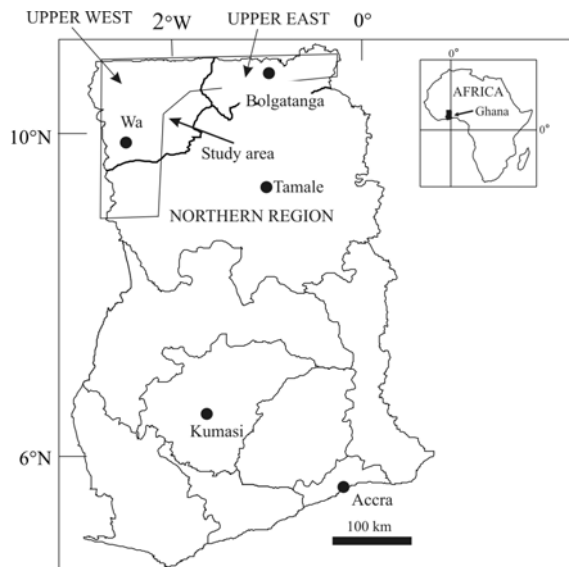 UPPER WEST
2°W
UPPER EAST
0°
0°
AFRICA
Ghana
0°
10°N
Wa
Bolgatanga
Study area
Tamale
NORTHERN REGION
Kumasi
6°N
Accra
100 km